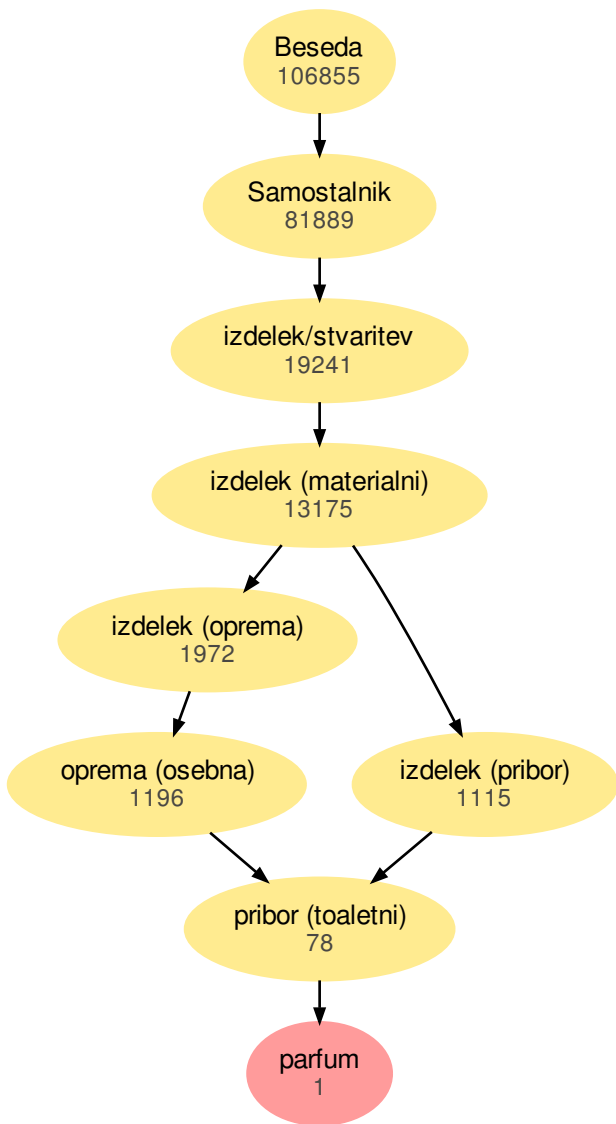 Beseda
106855
Samostalnik
81889
izdelek/stvaritev
19241
izdelek (materialni)
13175
izdelek (oprema)
1972
oprema (osebna)
1196
izdelek (pribor)
1115
pribor (toaletni)
78
parfum
1